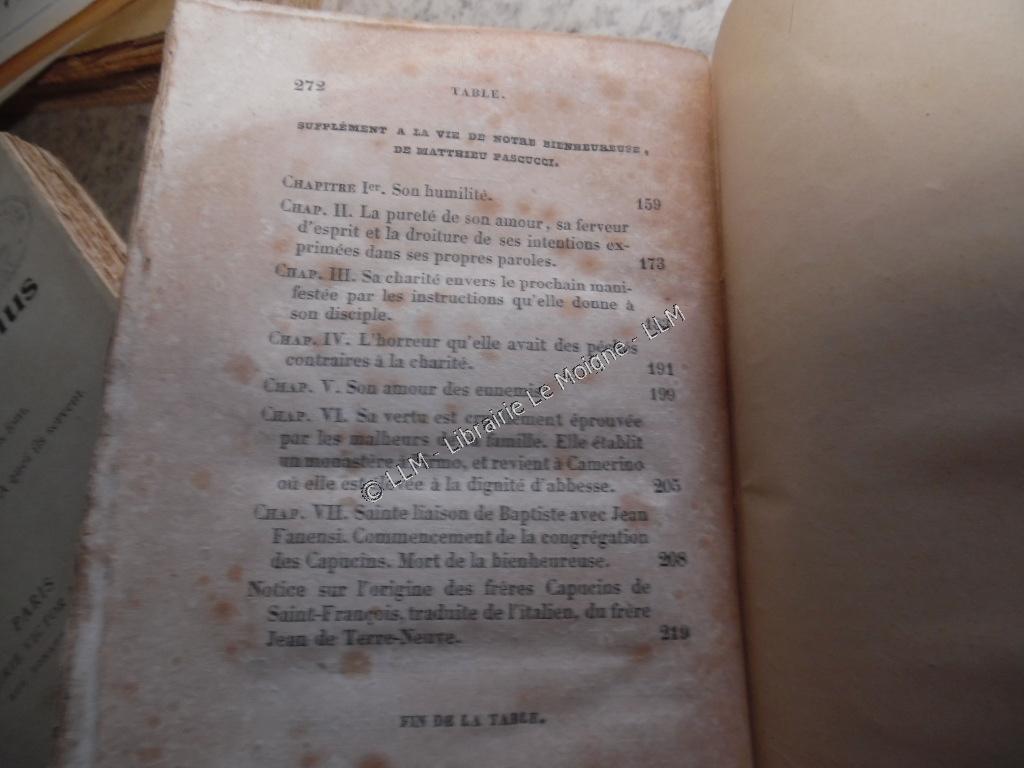 272
TABLE.
SUPPLÉMENT A LA VIE DE NOTRE BIENHEUREUSE,
DE MATTHIEU PASCUCCI.
CHAPITRE Ier. Son humilité. 159
CHAP. II. La pureté de son amour, sa ferveur
d'esprit et la droiture de ses intentions ex-
primées dans ses propres paroles. 173
CHAP. III. Sa charité envers le prochain mani-
festée par les instructions qu'elle donne à
son disciple.
CHAP. IV. L'horreur qu'elle avait des péchés
contraires à la charité. 191
CHAP. V. Son amour des ennemis. 199
CHAP. VI. Sa vertu est éprouvée
par les malheurs famille. Elle établit
un monastère et revient à Camerino
où elle est à la dignité d'abbesse. 205
CHAP. VII. Sainte liaison de Baptiste avec Jean
Fanensi. Commencement de la congrégation
des Capucins. Mort de la bienheureuse. 208
Notice sur l'origine des frères Capucins de
Saint-François, traduite de l'italien, du frère
Jean de Terre-Neuve. 219
FIN DE LA TABLE.
© LLM - Librairie Le Moigne - LLM
PARIS